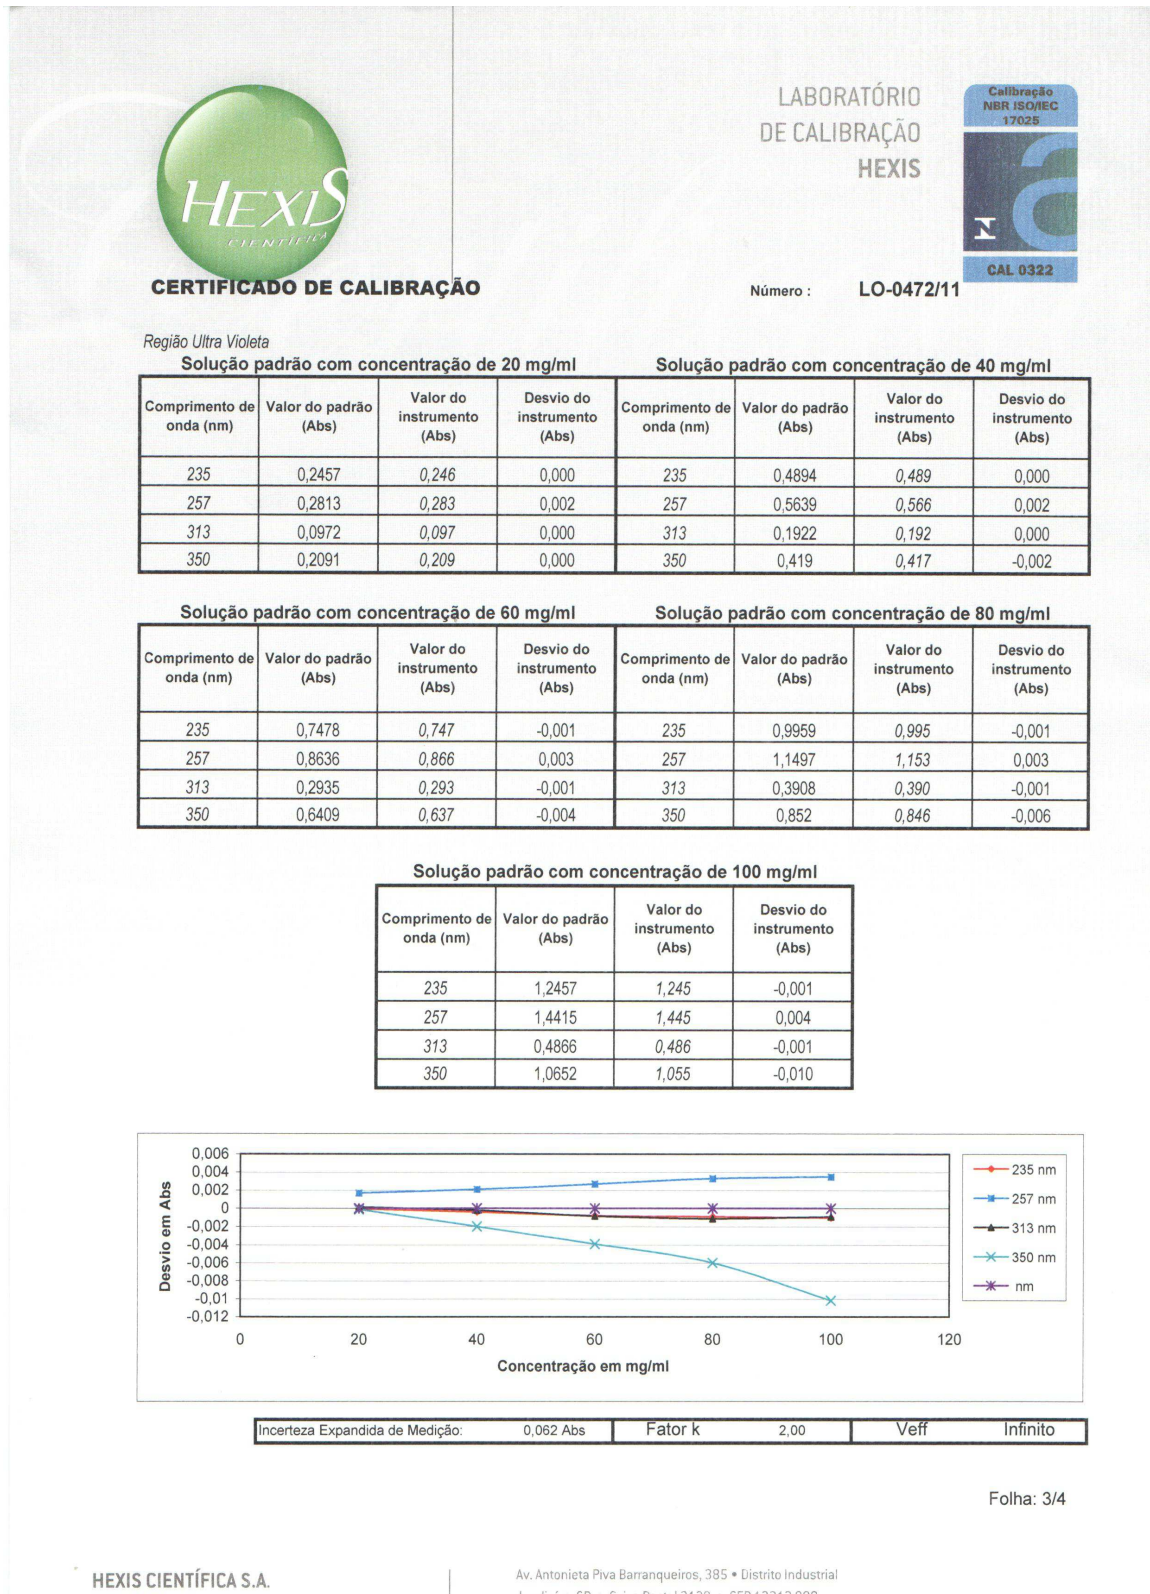 LABORATÓRIO
DE CALIBRAÇÃO
HEXIS
Calibração
NBR ISO/IEC
17025
HEXIS
CIENTÍFICA
CAL 0322
CERTIFICADO DE CALIBRAÇÃO Número : LO-0472/11
Região Ultra Violeta
Solução padrão com concentração de 20 mg/ml Solução padrão com concentração de 40 mg/ml
Comprimento de onda (nm) Valor do padrão (Abs) Valor do instrumento (Abs) Desvio do instrumento (Abs) Comprimento de onda (nm) Valor do padrão (Abs) Valor do instrumento (Abs) Desvio do instrumento (Abs)
235 0,2457 0,246 0,000 235 0,4894 0,489 0,000
257 0,2813 0,283 0,002 257 0,5639 0,566 0,002
313 0,0972 0,097 0,000 313 0,1922 0,192 0,000
350 0,2091 0,209 0,000 350 0,419 0,417 -0,002
Solução padrão com concentração de 60 mg/ml Solução padrão com concentração de 80 mg/ml
Comprimento de onda (nm) Valor do padrão (Abs) Valor do instrumento (Abs) Desvio do instrumento (Abs) Comprimento de onda (nm) Valor do padrão (Abs) Valor do instrumento (Abs) Desvio do instrumento (Abs)
235 0,7478 0,747 -0,001 235 0,9959 0,995 -0,001
257 0,8636 0,866 0,003 257 1,1497 1,153 0,003
313 0,2935 0,293 -0,001 313 0,3908 0,390 -0,001
350 0,6409 0,637 -0,004 350 0,852 0,846 -0,006
Solução padrão com concentração de 100 mg/ml
Comprimento de onda (nm) Valor do padrão (Abs) Valor do instrumento (Abs) Desvio do instrumento (Abs)
235 1,2457 1,245 -0,001
257 1,4415 1,445 0,004
313 0,4866 0,486 -0,001
350 1,0652 1,055 -0,010
Desvio em Abs
0,006
0,004
0,002
0
-0,002
-0,004
-0,006
-0,008
-0,01
-0,012
0 20 40 60 80 100 120
Concentração em mg/ml
235 nm
257 nm
313 nm
350 nm
nm
Incerteza Expandida de Medição: 0,062 Abs Fator k 2,00 Veff Infinito
Folha: 3/4
HEXIS CIENTÍFICA S.A. Av. Antonieta Piva Barranqueiros, 385 • Distrito Industrial